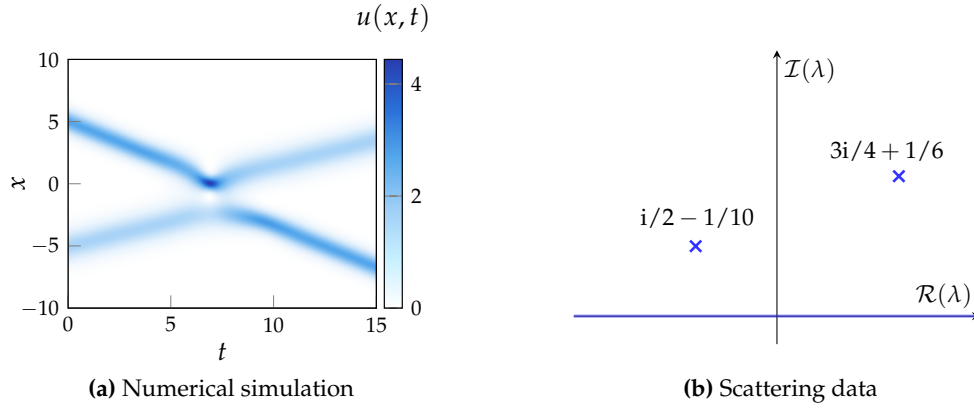 u(x, t)
10
5
0
−5
−10
x
0
5
10
15
t
4
2
0
(a) Numerical simulation
ℐ(λ)
3i/4 + 1/6
i/2 − 1/10
ℛ(λ)
(b) Scattering data